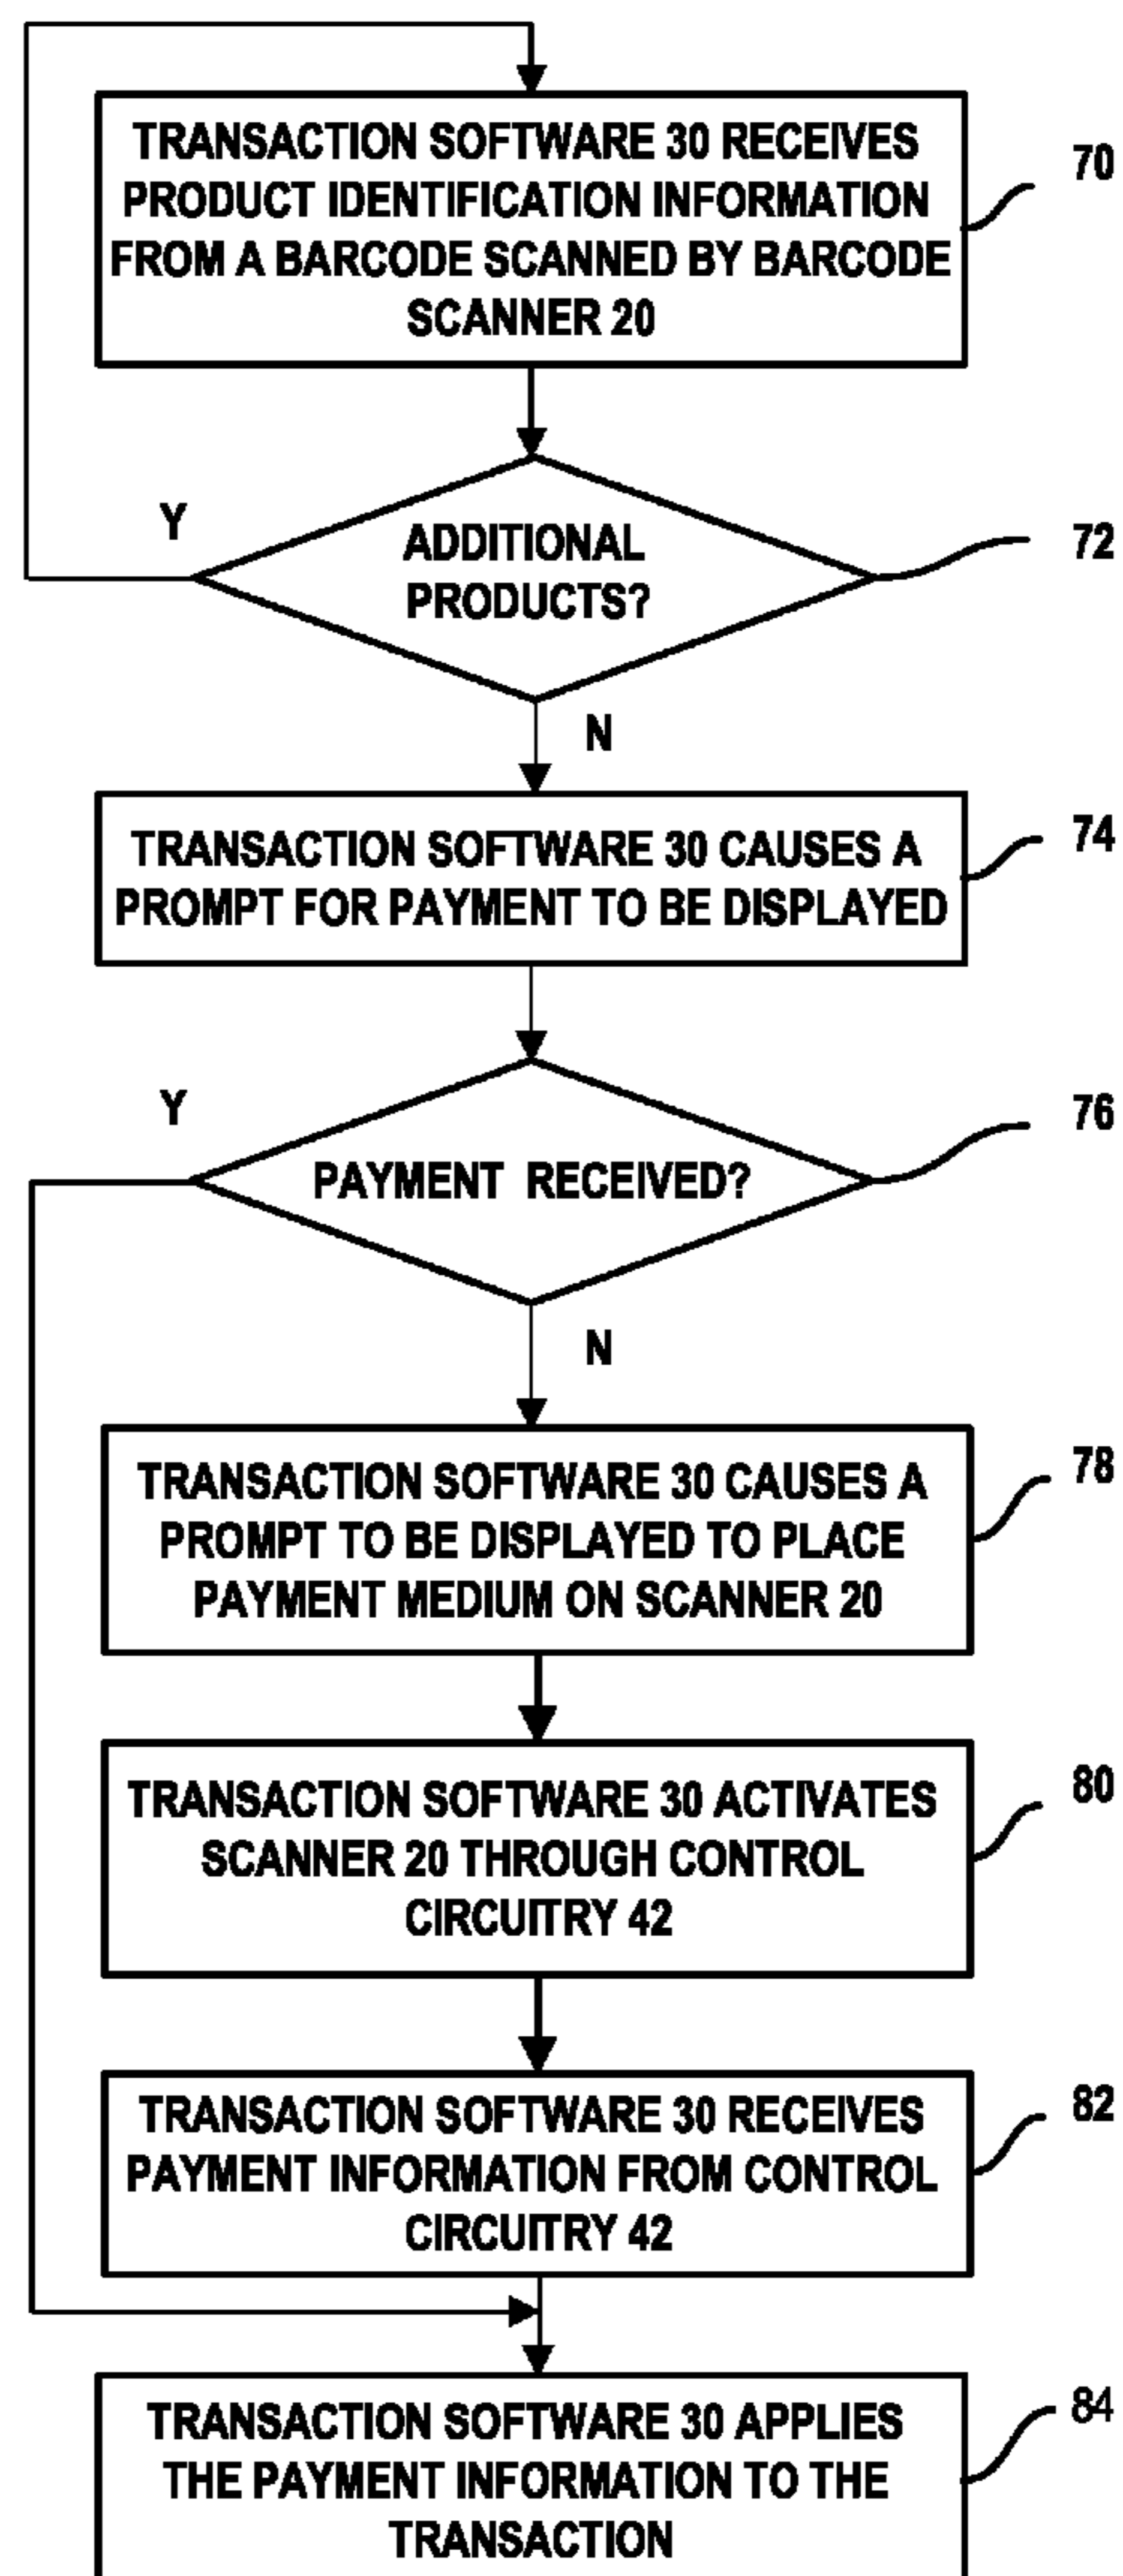 TRANSACTION SOFTWARE 30 RECEIVES
PRODUCT IDENTIFICATION INFORMATION
FROM A BARCODE SCANNED BY BARCODE
SCANNER 20
70
Y
ADDITIONAL
PRODUCTS?
72
N
TRANSACTION SOFTWARE 30 CAUSES A
PROMPT FOR PAYMENT TO BE DISPLAYED
74
Y
PAYMENT RECEIVED?
76
N
TRANSACTION SOFTWARE 30 CAUSES A
PROMPT TO BE DISPLAYED TO PLACE
PAYMENT MEDIUM ON SCANNER 20
78
TRANSACTION SOFTWARE 30 ACTIVATES
SCANNER 20 THROUGH CONTROL
CIRCUITRY 42
80
TRANSACTION SOFTWARE 30 RECEIVES
PAYMENT INFORMATION FROM CONTROL
CIRCUITRY 42
82
TRANSACTION SOFTWARE 30 APPLIES
THE PAYMENT INFORMATION TO THE
TRANSACTION
84